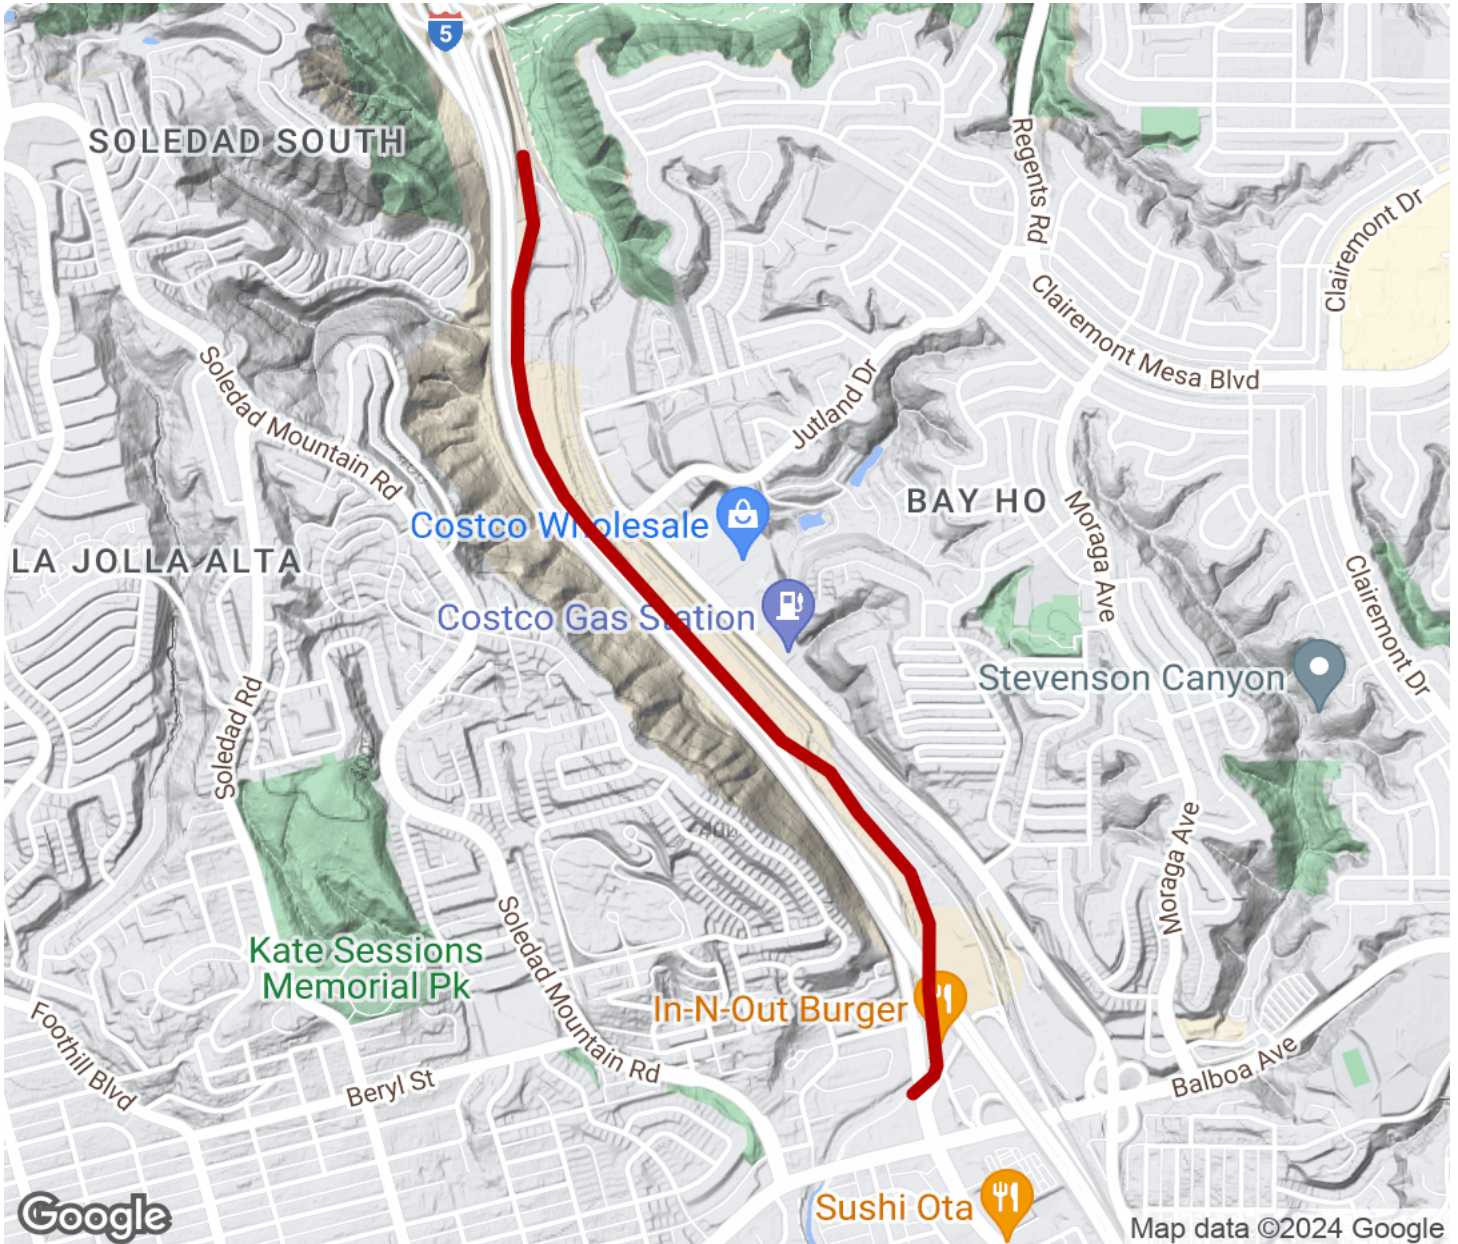 5
SOLEDAD SOUTH
Regents Rd
Clairemont Dr
Clairemont Mesa Blvd
Soledad Mountain Rd
Jutland Dr
Costco Wholesale
BAY HO
Moraga Ave
LA JOLLA ALTA
Costco Gas Station
Clairemont Dr
Stevenson Canyon
Soledad Rd
Moraga Ave
Soledad Mountain Rd
Kate Sessions
Memorial Pk
In-N-Out Burger
Foothill Blvd
Beryl St
Balboa Ave
Sushi Ota
Google
Map data ©2024 Google